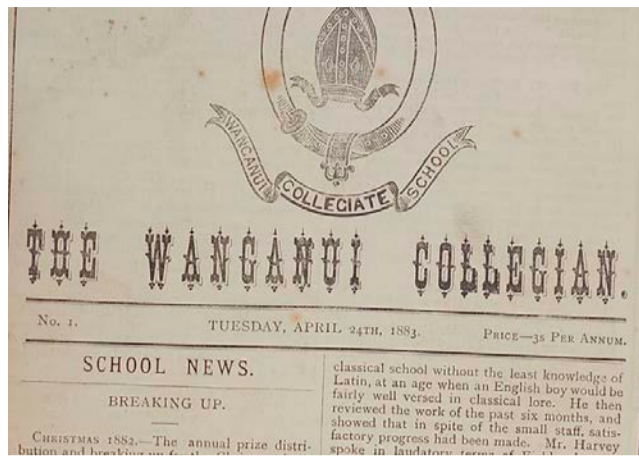 WANGANUI COLLEGIATE SCHOOL
THE WANGANUI COLLEGIAN.
No. 1. TUESDAY, APRIL 24TH, 1883. PRICE—3s PER ANNUM.
SCHOOL NEWS.
BREAKING UP.
CHRISTMAS 1882.—The annual prize distri-
bution and breaking up
classical school without the least knowledge of
Latin, at an age when an English boy would be
fairly well versed in classical lore. He then
reviewed the work of the past six months, and
showed that in spite of the small staff, satis-
factory progress had been made. Mr. Harvey
spoke in laudatory terms of